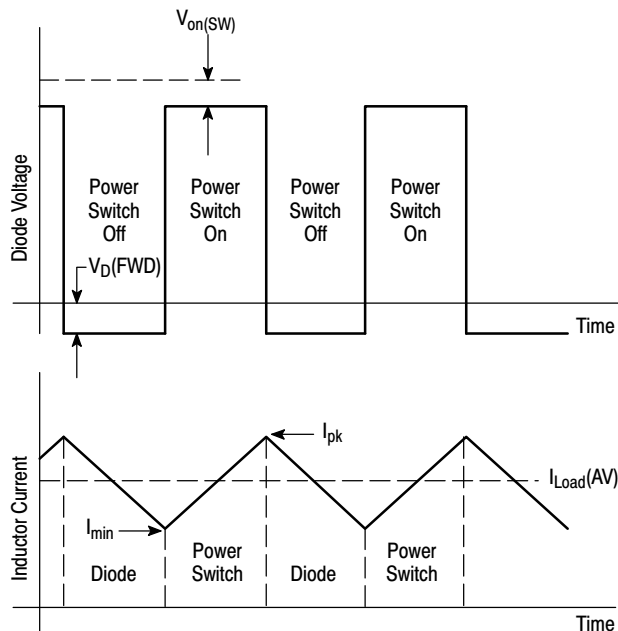 Von(SW)
Power
Switch
Off
Power
Switch
On
Power
Switch
Off
Power
Switch
On
Diode Voltage
VD(FWD)
Time
Ipk
ILoad(AV)
Inductor Current
Imin
Diode
Power
Switch
Diode
Power
Switch
Time